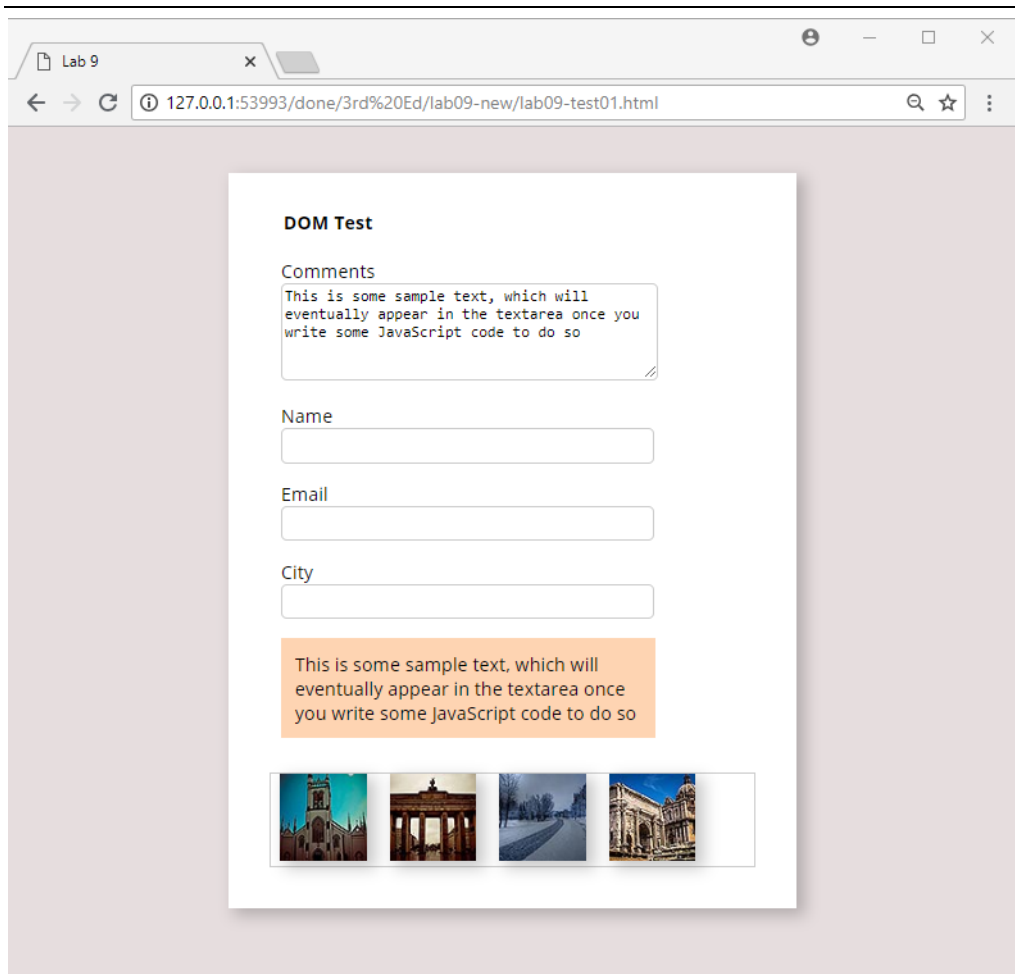 Lab 9
127.0.0.1:53993/done/3rd%20Ed/lab09-new/lab09-test01.html
DOM Test
Comments
This is some sample text, which will
eventually appear in the textarea once you
write some JavaScript code to do so
Name
Email
City
This is some sample text, which will
eventually appear in the textarea once
you write some JavaScript code to do so